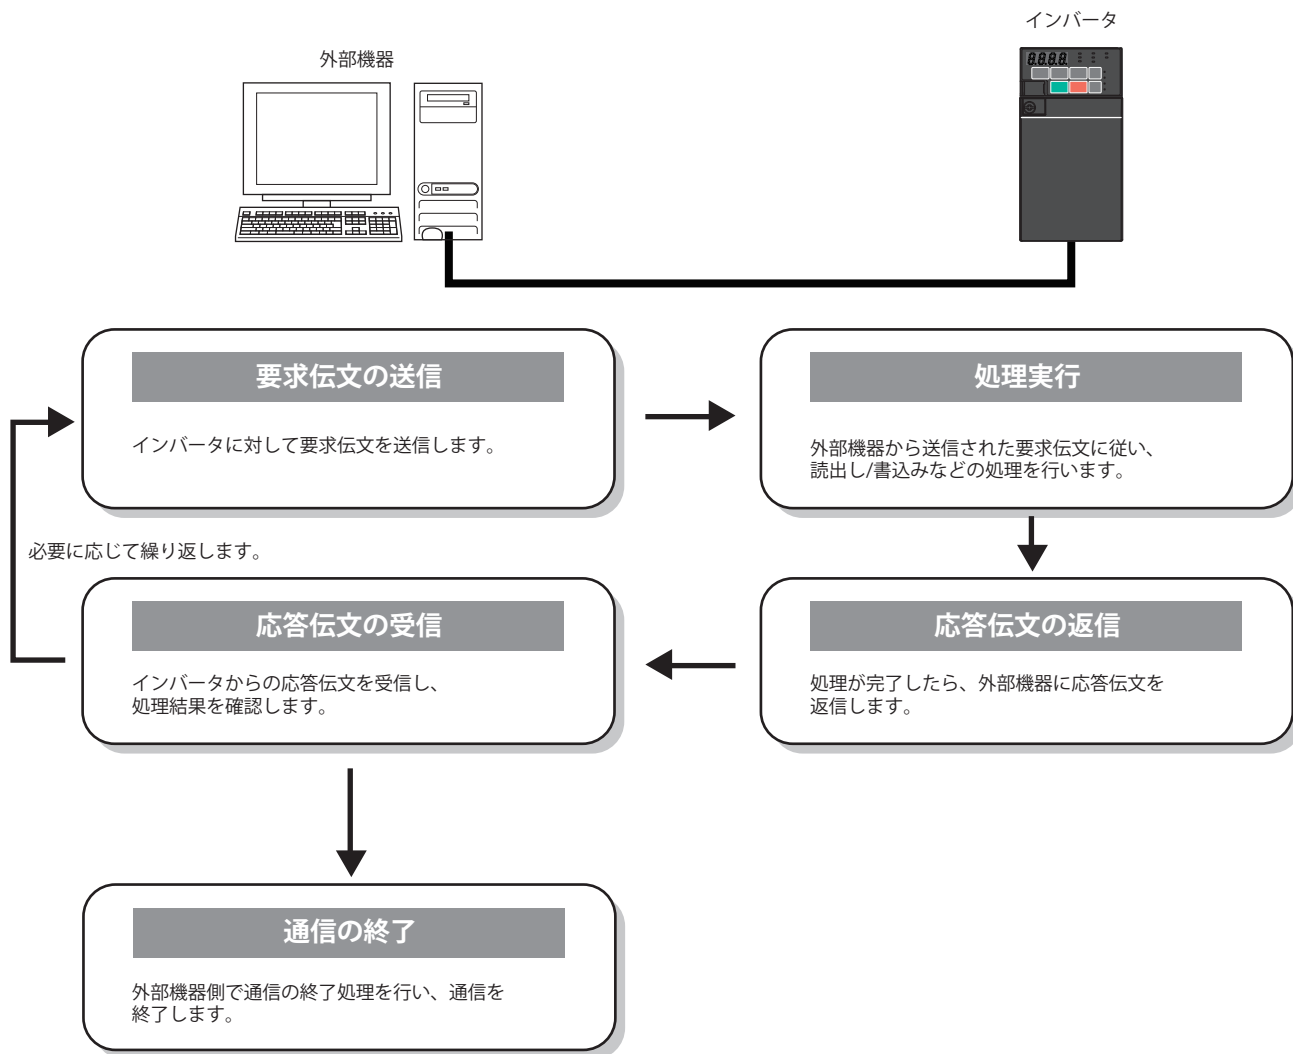 インバータ
外部機器
要求伝文の送信
インバータに対して要求伝文を送信します。
処理実行
外部機器から送信された要求伝文に従い、
読出し/書込みなどの処理を行います。
必要に応じて繰り返します。
応答伝文の受信
インバータからの応答伝文を受信し、
処理結果を確認します。
応答伝文の返信
処理が完了したら、外部機器に応答伝文を
返信します。
通信の終了
外部機器側で通信の終了処理を行い、通信を
終了します。